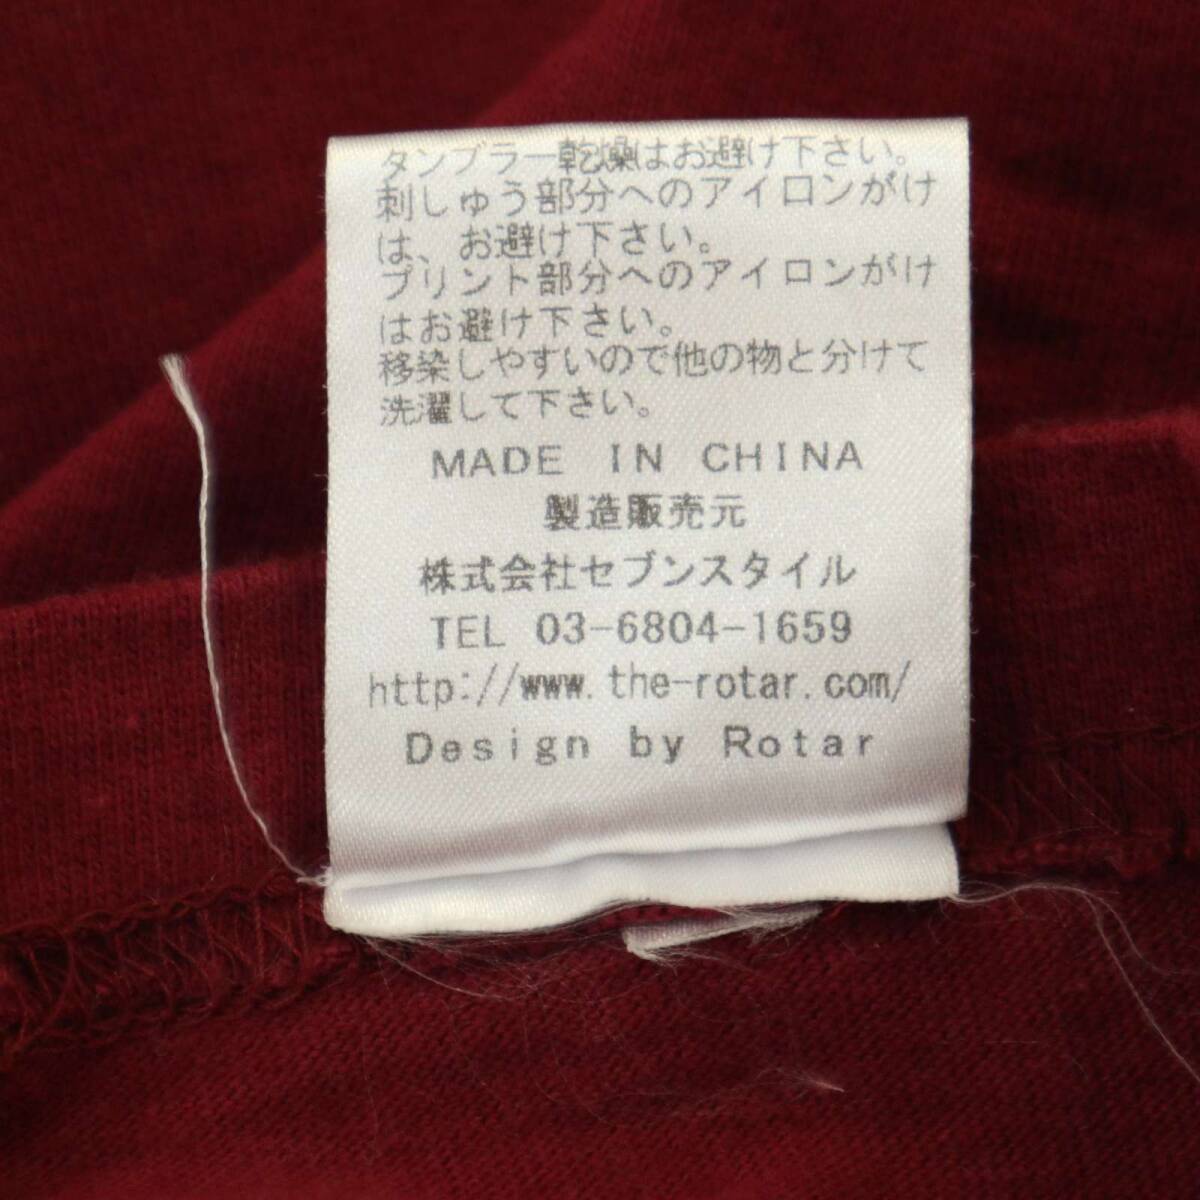 タンブラー乾燥はお避け下さい。
刺しゅう部分へのアイロンがけ
は、お避け下さい。
プリント部分へのアイロンがけ
はお避け下さい。
移染しやすいので他の物と分けて
洗濯して下さい。
MADE IN CHINA
製造販売元
株式会社セブンスタイル
TEL 03-6804-1659
http://www.the-rotar.com/
Design by Rotar